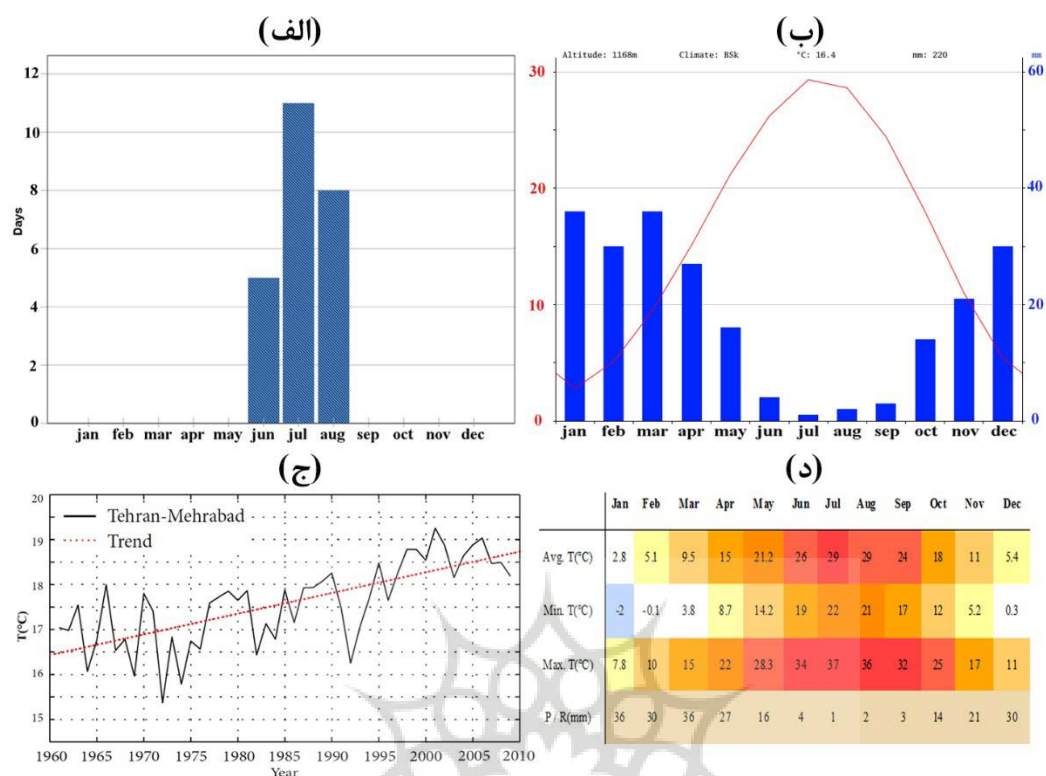 (الف)
12
10
8
6
4
2
0
Days
jan feb mar apr may jun jul aug sep oct nov dec
(ب)
Altitude: 1168m Climate: BSk °C: 16.4 nm: 220
30
20
10
0
mm
60
40
20
0
jan feb mar apr may jun jul aug sep oct nov dec
(ج)
20
19
18
17
16
15
T(°C)
Tehran-Mehrabad
Trend
1960 1965 1970 1975 1980 1985 1990 1995 2000 2005 2010
Year
(د)
Jan Feb Mar Apr May Jun Jul Aug Sep Oct Nov Dec
Avg. T(°C) 2.8 5.1 9.5 15 21.2 26 29 29 24 18 11 5.4
Min. T(°C) -2 -0.1 3.8 8.7 14.2 19 22 21 17 12 5.2 0.3
Max. T(°C) 7.8 10 15 22 28.3 34 37 36 32 25 17 11
P / R(mm) 36 30 36 27 16 4 1 2 3 14 21 30